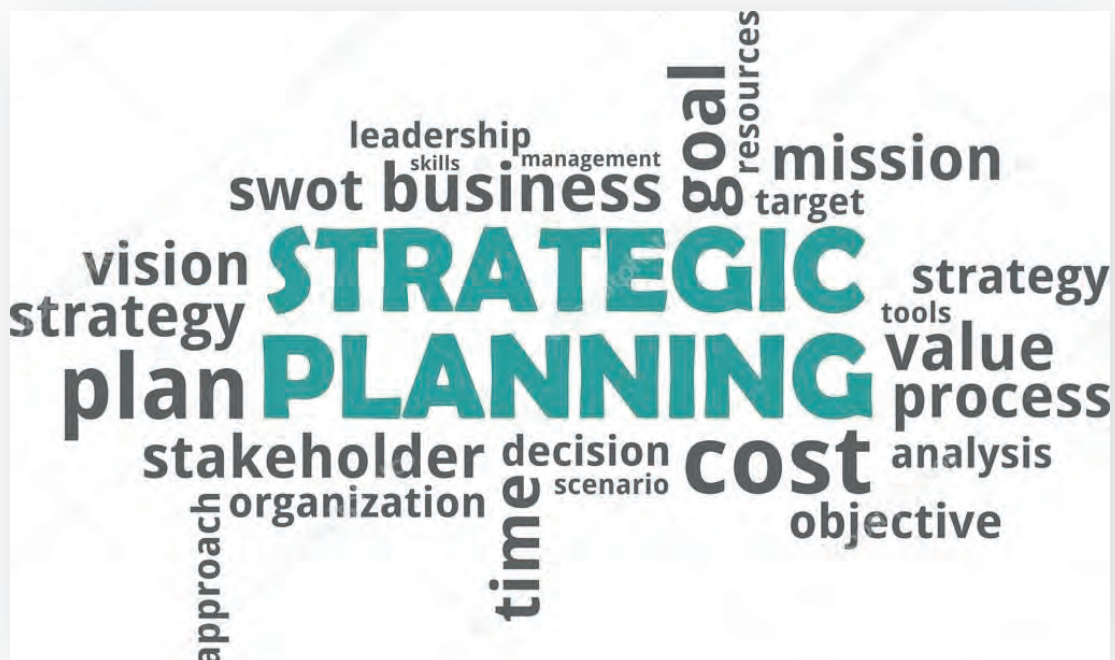 resources
goal
leadership
skills
management
mission
swot
business
target
STRATEGIC
vision
strategy
strategy
tools
PLANNING
value
plan
process
stakeholder
decision
cost
analysis
scenario
organization
time
objective
approach